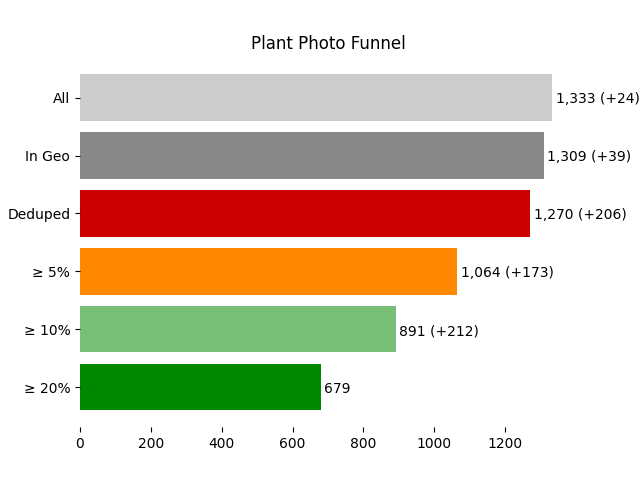 Plant Photo Funnel
All 1,333 (+24)
In Geo 1,309 (+39)
Deduped 1,270 (+206)
≥ 5% 1,064 (+173)
≥ 10% 891 (+212)
≥ 20% 679
0 200 400 600 800 1000 1200